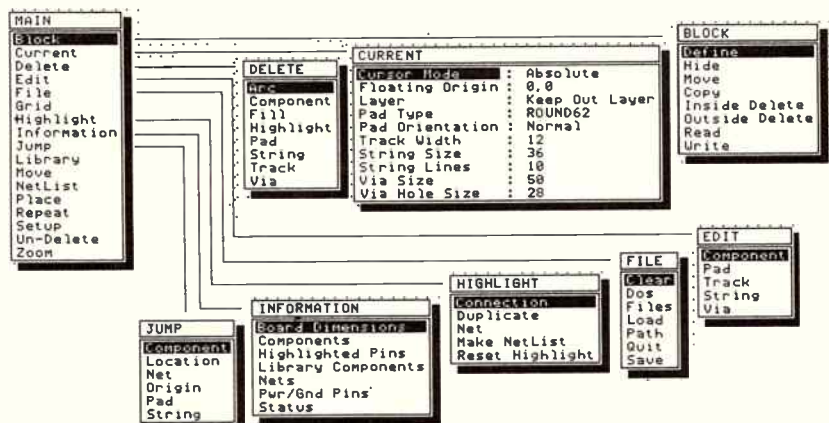 MAIN
Block
Current
Delete
Edit
File
Grid
Highlight
Information
Jump
Library
Move
NetList
Place
Repeat
Setup
Un-Delete
Zoom
DELETE
Arc
Component
Fill
Highlight
Pad
String
Track
Via
CURRENT
Cursor Mode : Absolute
Floating Origin : 0,0
Layer : Keep Out Layer
Pad Type : ROUND62
Pad Orientation : Normal
Track Width : 12
String Size : 36
String Lines : 10
Via Size : 50
Via Hole Size : 28
BLOCK
Define
Hide
Move
Copy
Inside Delete
Outside Delete
Read
Write
JUMP
Component
Location
Net
Origin
Pad
String
INFORMATION
Board Dimensions
Components
Highlighted Pins
Library Components
Nets
Pwr/Gnd Pins
Status
HIGHLIGHT
Connection
Duplicate
Net
Make NetList
Reset Highlight
FILE
Clear
Dos
Files
Load
Path
Quit
Save
EDIT
Component
Pad
Track
String
Via